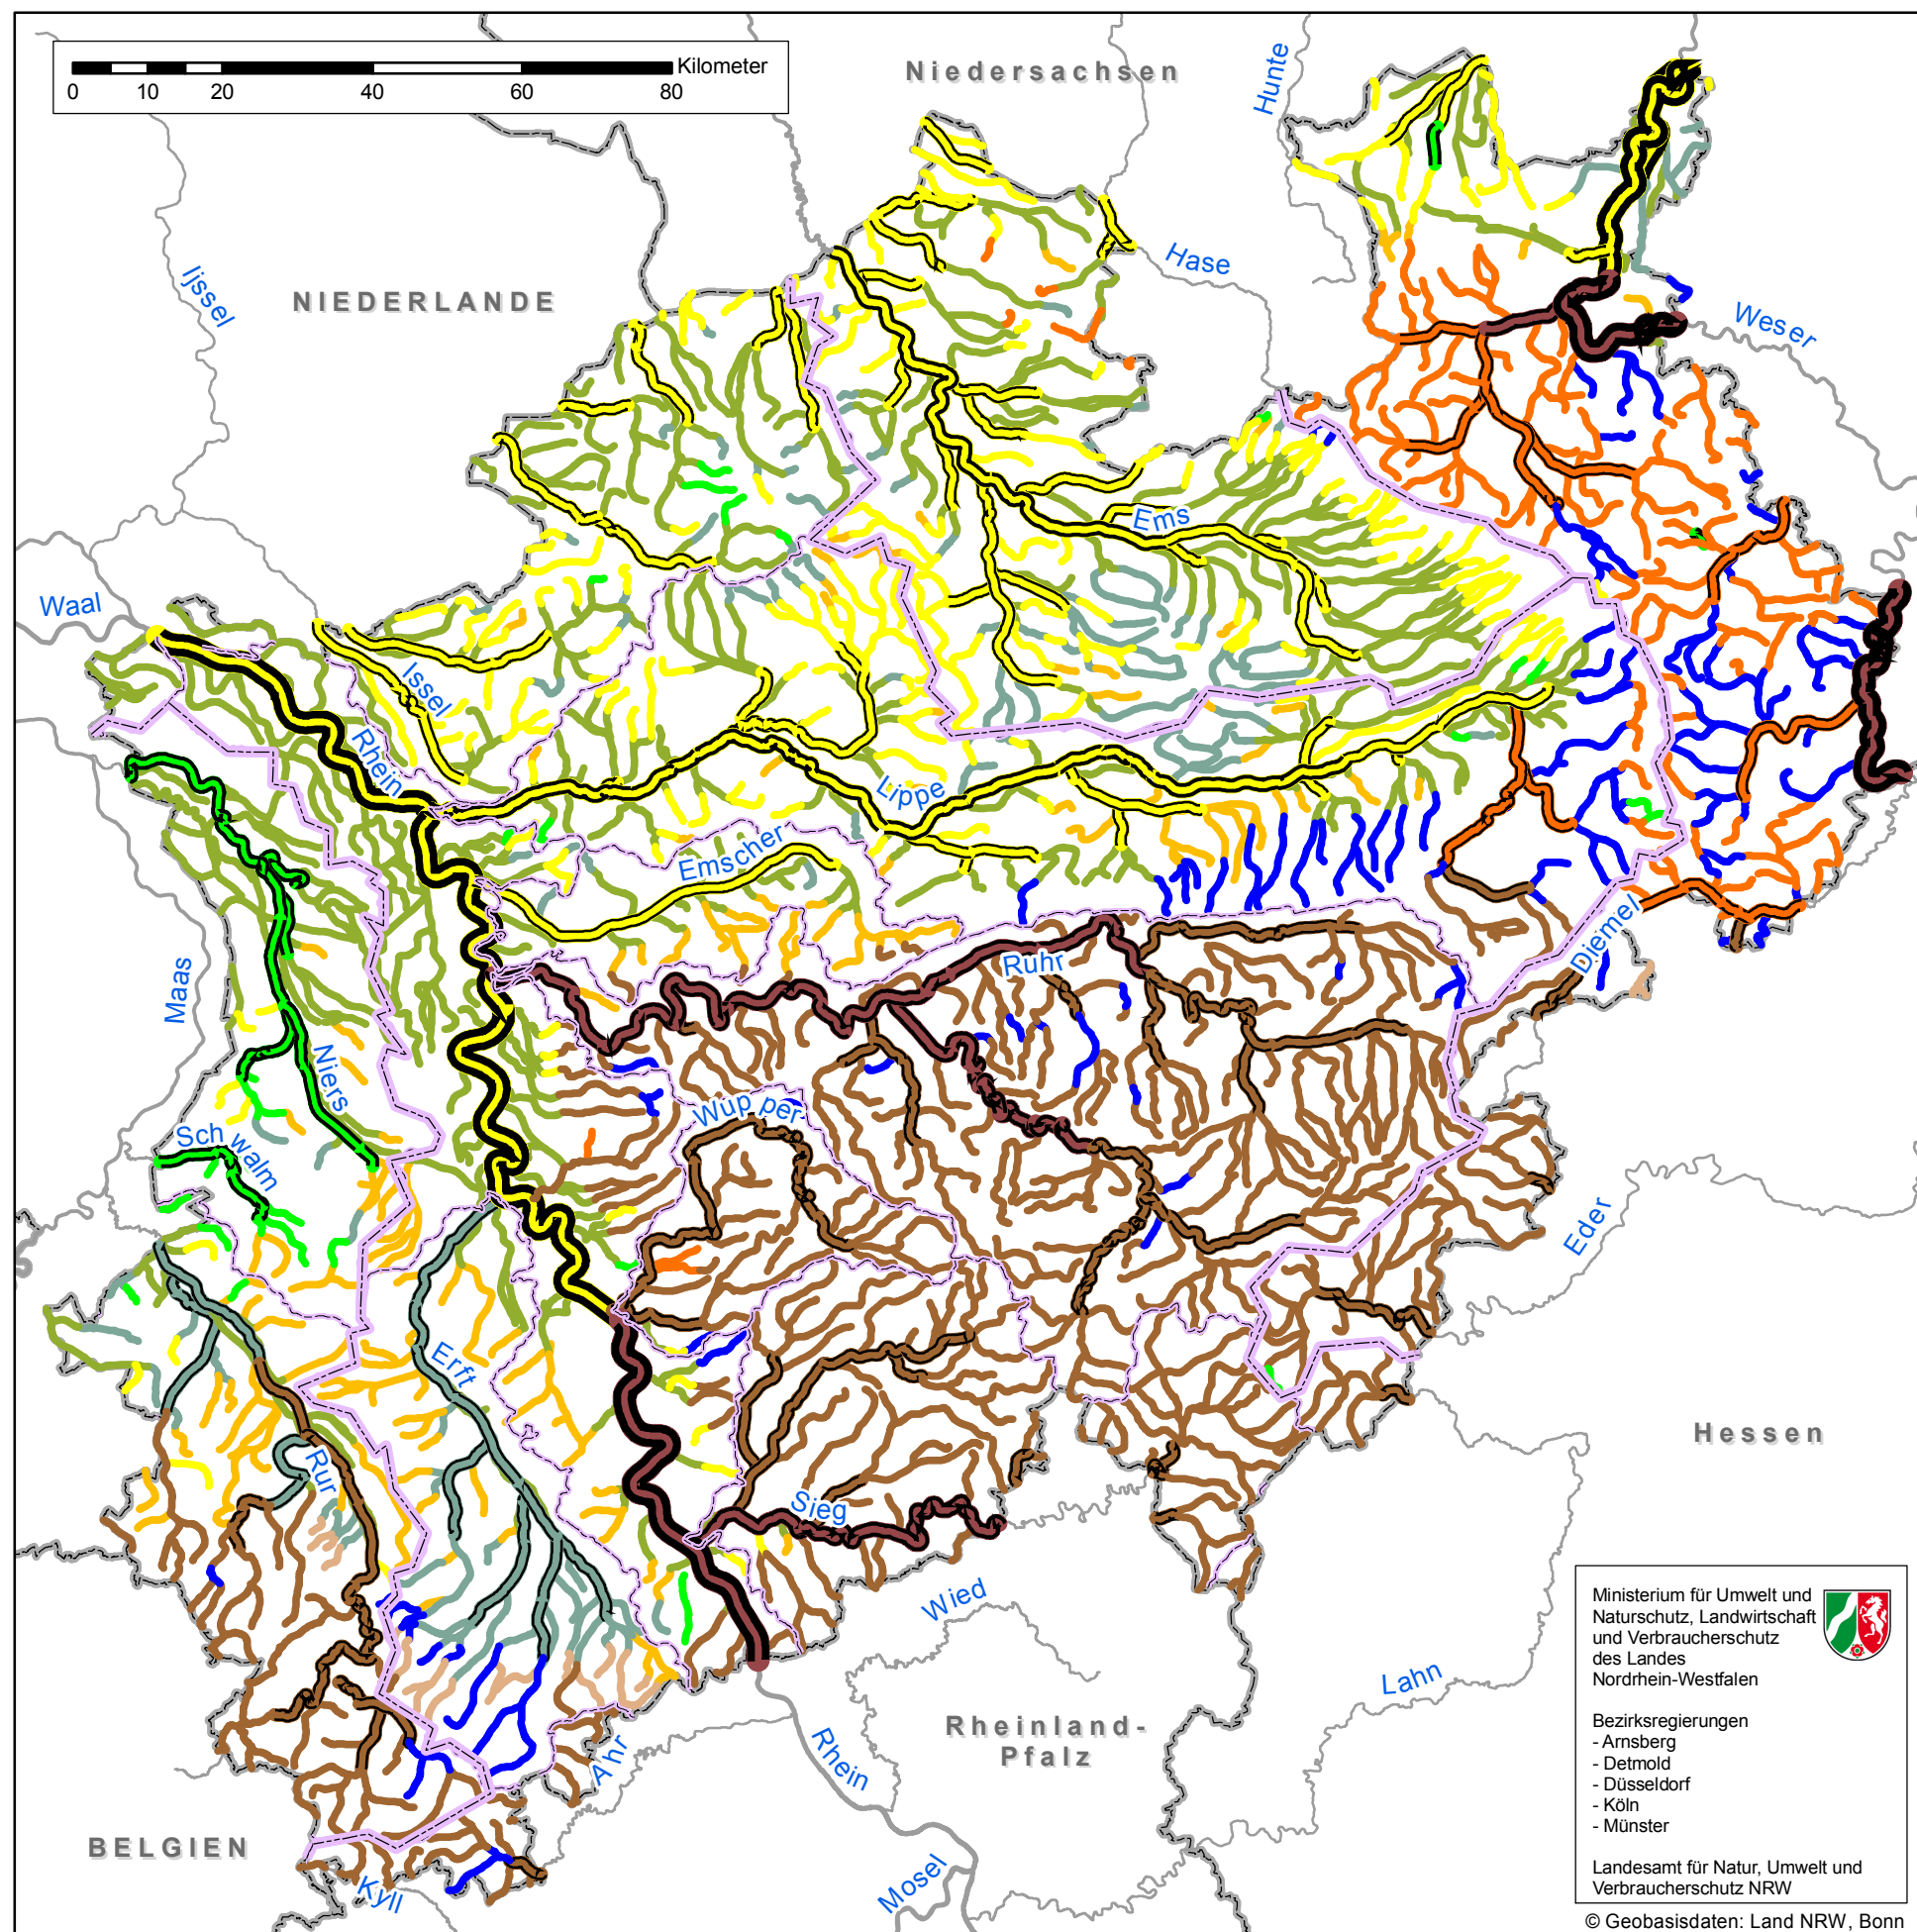 Kilometer
0 10 20 40 60 80
Niedersachsen
Hunte
Hase
Weser
Ijssel
NIEDERLANDE
Ems
Waal
Issel
Rhein
Lippe
Emscher
Maas
Niers
Ruhr
Diemel
Schwalm
Wupper
Eder
Erft
Rur
Sieg
Hessen
Wied
Lahn
Ahr
Rhein
Rheinland-
Pfalz
BELGIEN
Kyll
Mosel
Ministerium für Umwelt und
Naturschutz, Landwirtschaft
und Verbraucherschutz
des Landes
Nordrhein-Westfalen
Bezirksregierungen
- Arnsberg
- Detmold
- Düsseldorf
- Köln
- Münster
Landesamt für Natur, Umwelt und
Verbraucherschutz NRW
© Geobasisdaten: Land NRW, Bonn